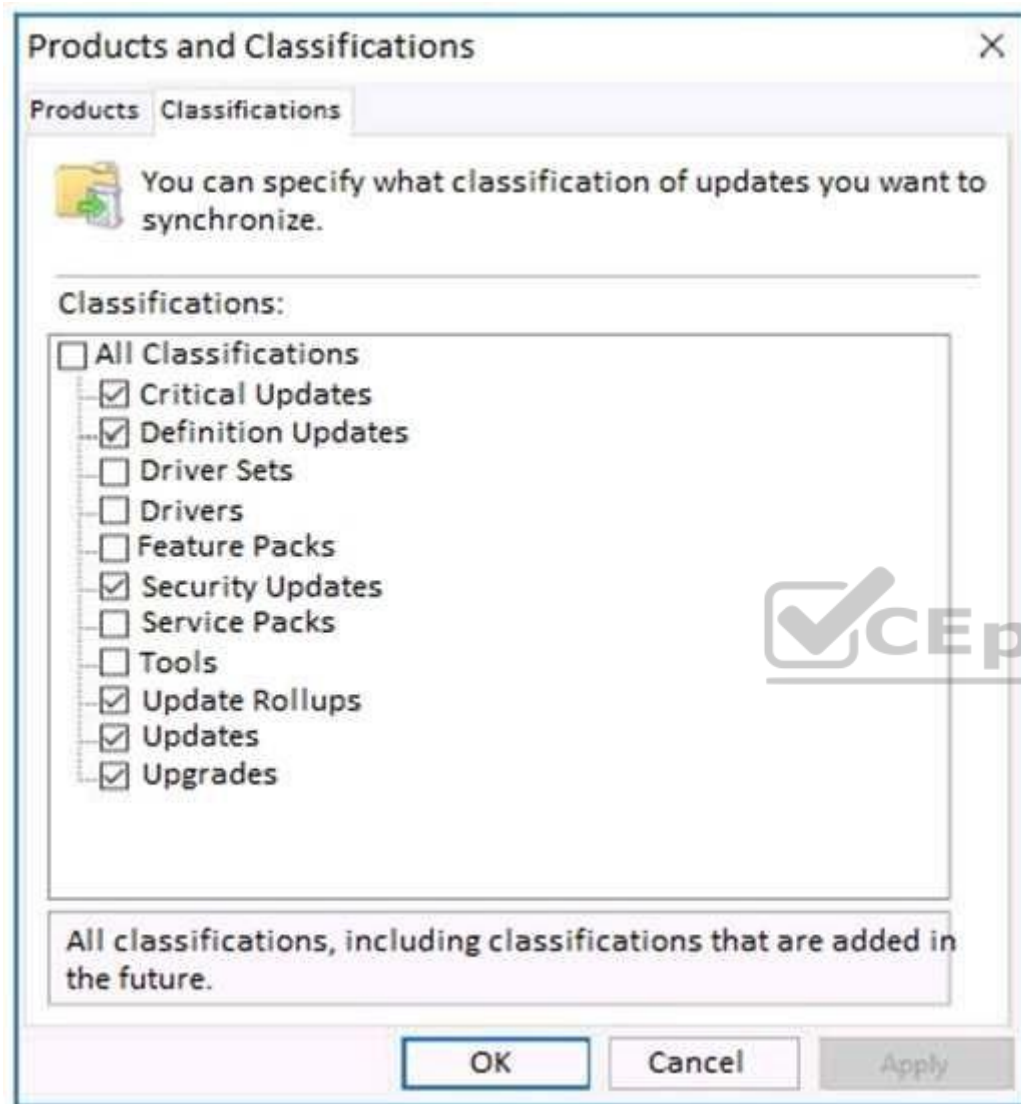 Products and Classifications
Products Classifications
You can specify what classification of updates you want to
synchronize.
Classifications:
All Classifications
Critical Updates
Definition Updates
Driver Sets
Drivers
Feature Packs
Security Updates
Service Packs
Tools
Update Rollups
Updates
Upgrades
CEp
All classifications, including classifications that are added in
the future.
OK Cancel Apply